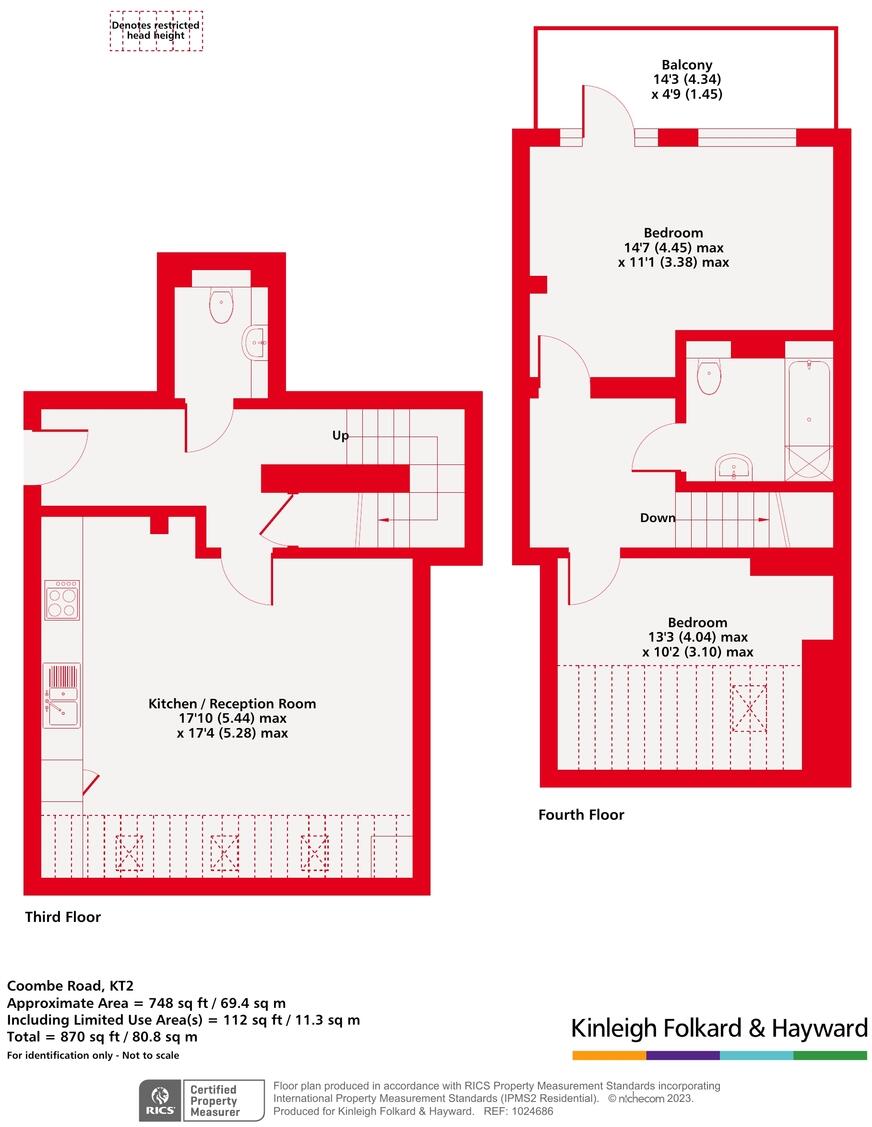 Denotes restricted
head height
Balcony
14'3 (4.34)
x 4'9 (1.45)
Bedroom
14'7 (4.45) max
x 11'1 (3.38) max
Up
Down
Bedroom
13'3 (4.04) max
x 10'2 (3.10) max
Kitchen / Reception Room
17'10 (5.44) max
x 17'4 (5.28) max
Fourth Floor
Third Floor
Coombe Road, KT2
Approximate Area = 748 sq ft / 69.4 sq m
Including Limited Use Area(s) = 112 sq ft / 11.3 sq m
Total = 870 sq ft / 80.8 sq m
For identification only - Not to scale
Kinleigh Folkard & Hayward
RICS
Certified
Property
Measurer
Floor plan produced in accordance with RICS Property Measurement Standards incorporating
International Property Measurement Standards (IPMS2 Residential). © nichecom 2023.
Produced for Kinleigh Folkard & Hayward. REF: 1024686